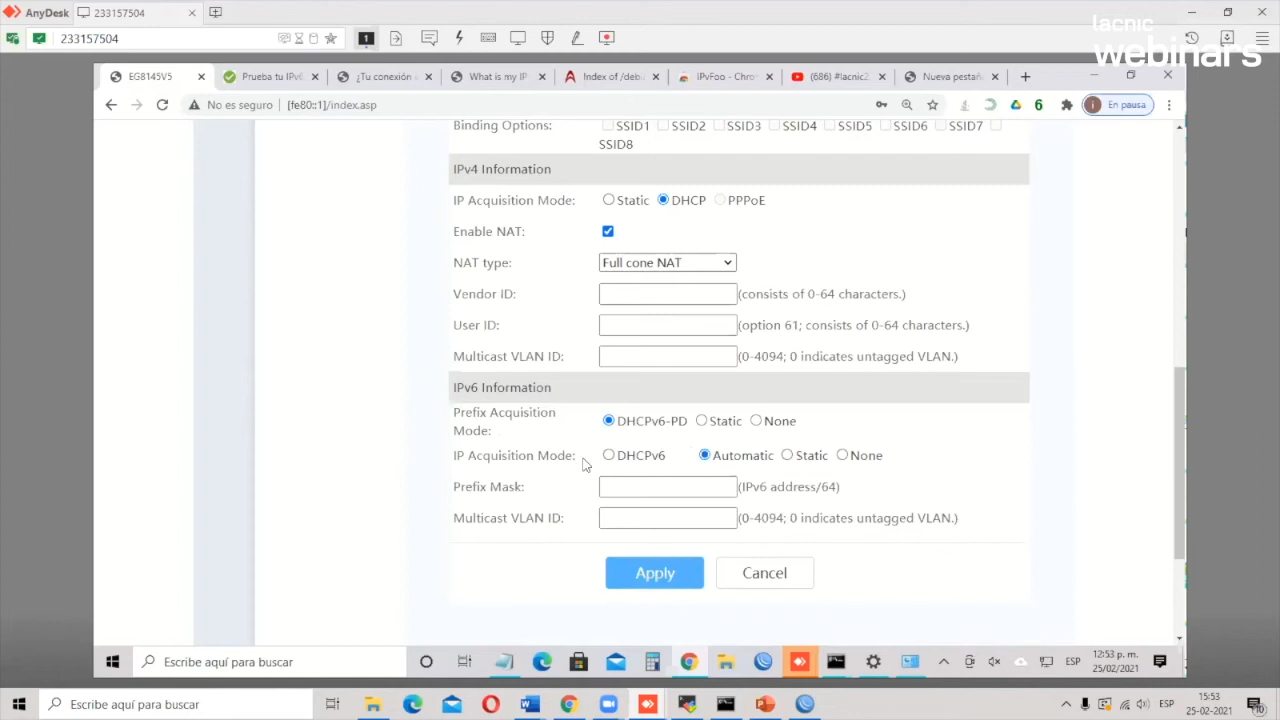 AnyDesk 233157504
233157504 1
lacnic
webinars
EG8145V5 Prueba tu IPv6 ¿Tu conexión What is my IP Index of /deb (686) #lacnic2 Nueva pestañ
No es seguro [fe80::1]/index.asp 6 i En pausa
Binding Options: SSID1 SSID2 SSID3 SSID4 SSID5 SSID6 SSID7
SSID8
IPv4 Information
IP Acquisition Mode: Static DHCP PPPoE
Enable NAT:
NAT type: Full cone NAT
Vendor ID: (consists of 0-64 characters.)
User ID: (option 61; consists of 0-64 characters.)
Multicast VLAN ID: (0-4094; 0 indicates untagged VLAN.)
IPv6 Information
Prefix Acquisition
Mode: DHCPv6-PD Static None
IP Acquisition Mode: DHCPv6 Automatic Static None
Prefix Mask: (IPv6 address/64)
Multicast VLAN ID: (0-4094; 0 indicates untagged VLAN.)
Apply Cancel
Escribe aquí para buscar ESP 12:53 p. m.
25/02/2021
Escribe aquí para buscar ESP 15:53
25-02-2021